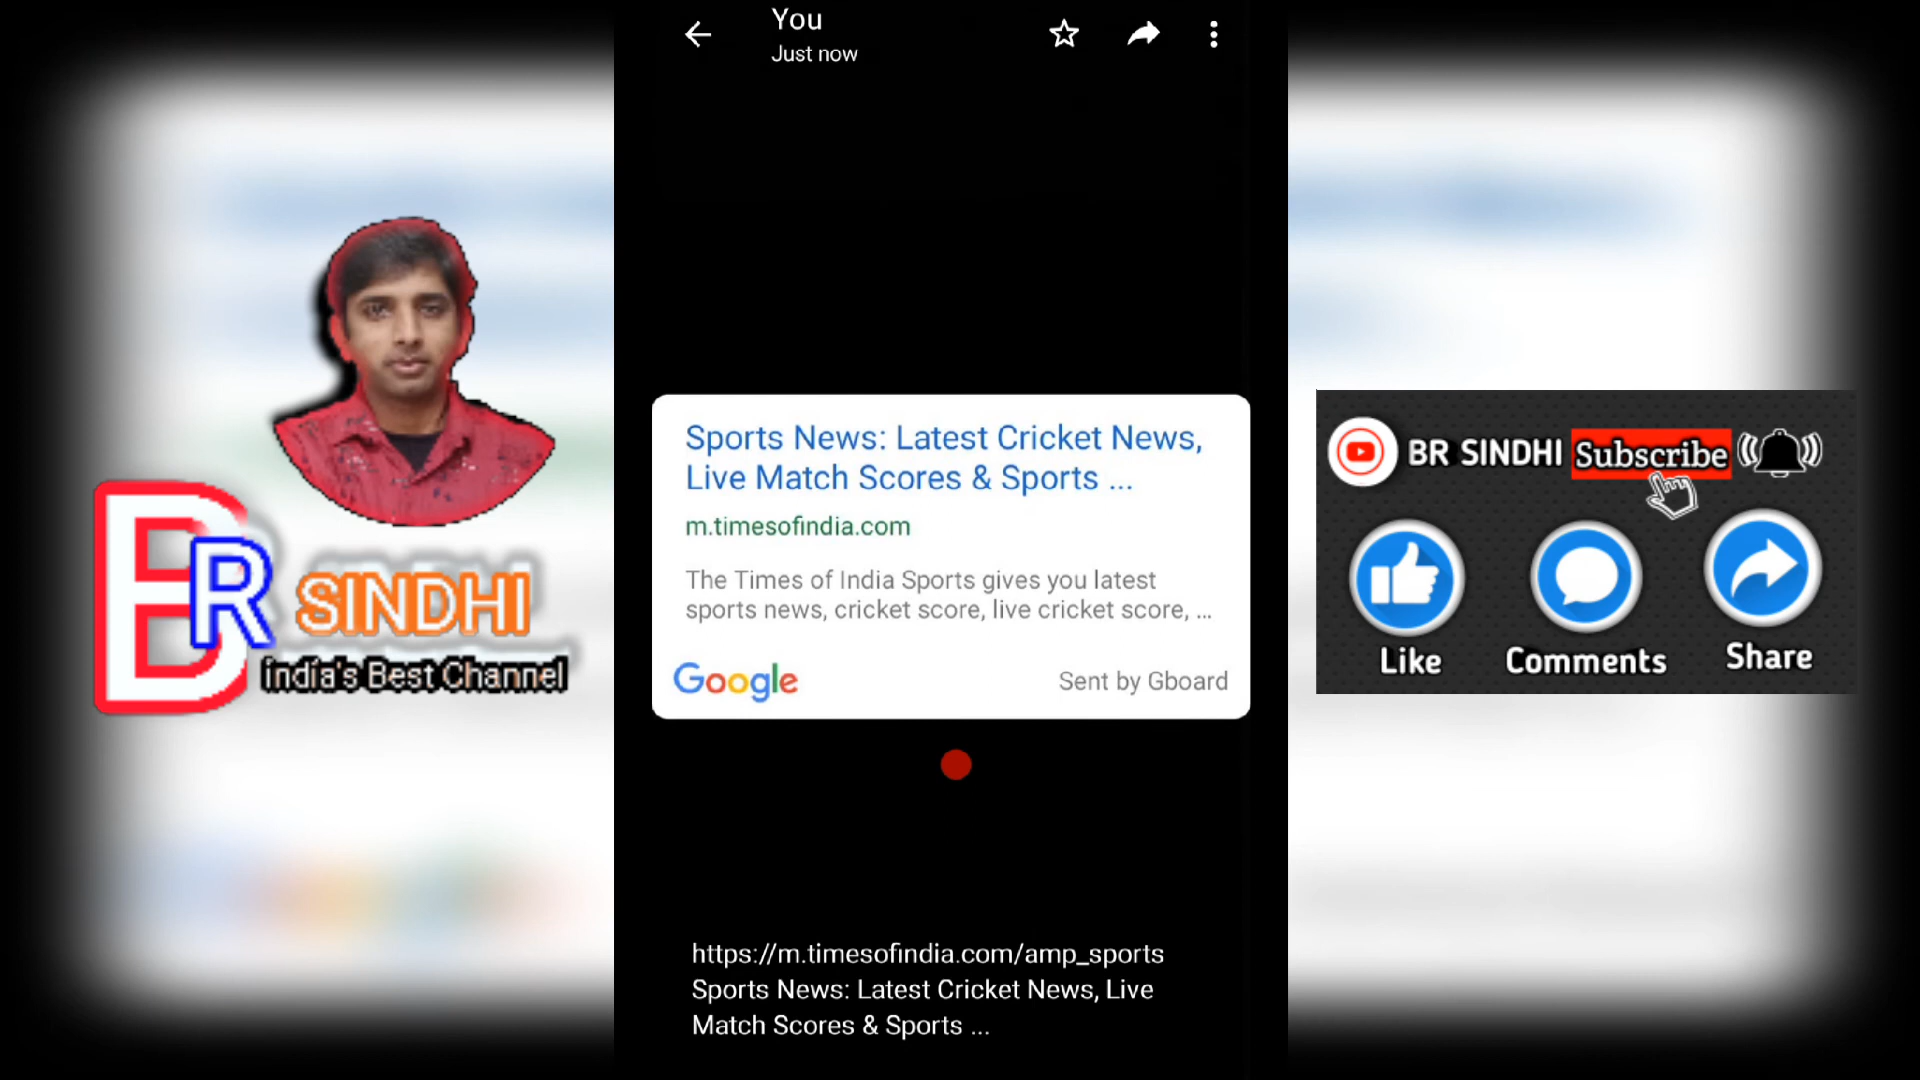 You
Just now
Sports News: Latest Cricket News,
Live Match Scores & Sports ...
m.timesofindia.com
The Times of India Sports gives you latest
sports news, cricket score, live cricket score, ...
Google
Sent by Gboard
https://m.timesofindia.com/amp_sports
Sports News: Latest Cricket News, Live
Match Scores & Sports ...
BR SINDHI
india's Best Channel
BR SINDHI Subscribe
Like Comments Share